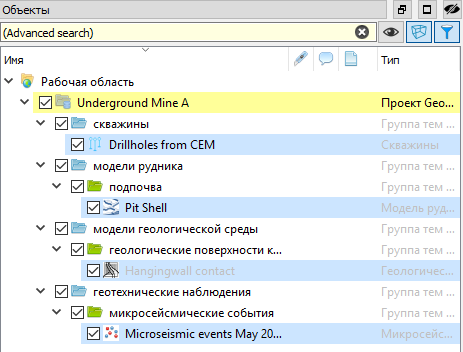 Объекты
(Advanced search)
Имя Тип
Рабочая область
Underground Mine A Проект Geo...
скважины Группа тем ...
Drillholes from CEM Скважины
модели рудника Группа тем ...
подпочва Группа тем ...
Pit Shell Модель руд...
модели геологической среды Группа тем ...
геологические поверхности к... Группа тем ...
Hangingwall contact Геологичес...
геотехнические наблюдения Группа тем ...
микросейсмические события Группа тем ...
Microseismic events May 20... Микросейс...